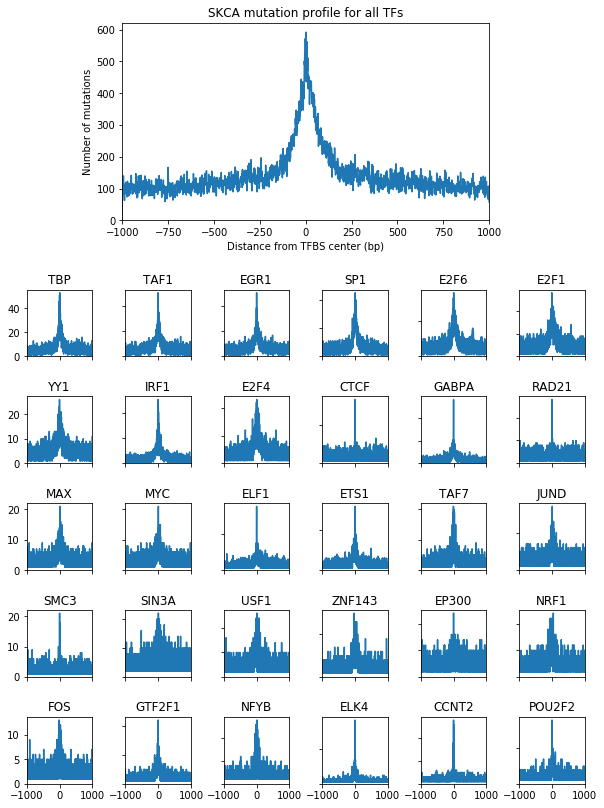 SKCA mutation profile for all TFs
600
500
400
300
200
100
0
Number of mutations
−1000 −750 −500 −250 0 250 500 750 1000
Distance from TFBS center (bp)
TBP TAF1 EGR1 SP1 E2F6 E2F1
40
20
0
YY1 IRF1 E2F4 CTCF GABPA RAD21
20
10
0
MAX MYC ELF1 ETS1 TAF7 JUND
20
10
0
SMC3 SIN3A USF1 ZNF143 EP300 NRF1
20
10
0
FOS GTF2F1 NFYB ELK4 CCNT2 POU2F2
10
5
0
−1000 0 1000 −1000 0 1000 −1000 0 1000 −1000 0 1000 −1000 0 1000 −1000 0 1000